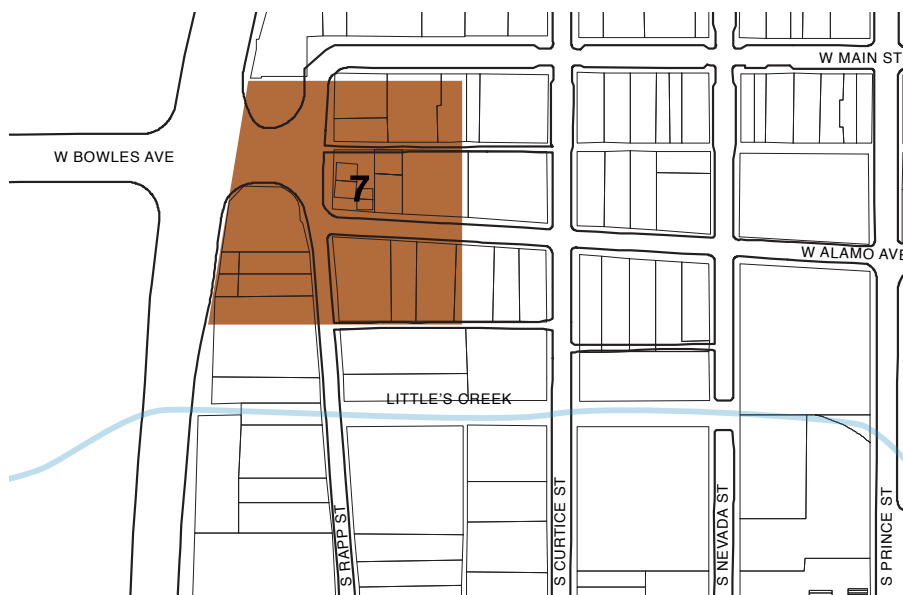 W MAIN ST
W BOWLES AVE
7
W ALAMO AVE
LITTLE'S CREEK
S RAPP ST
S CURTICE ST
S NEVADA ST
S PRINCE ST